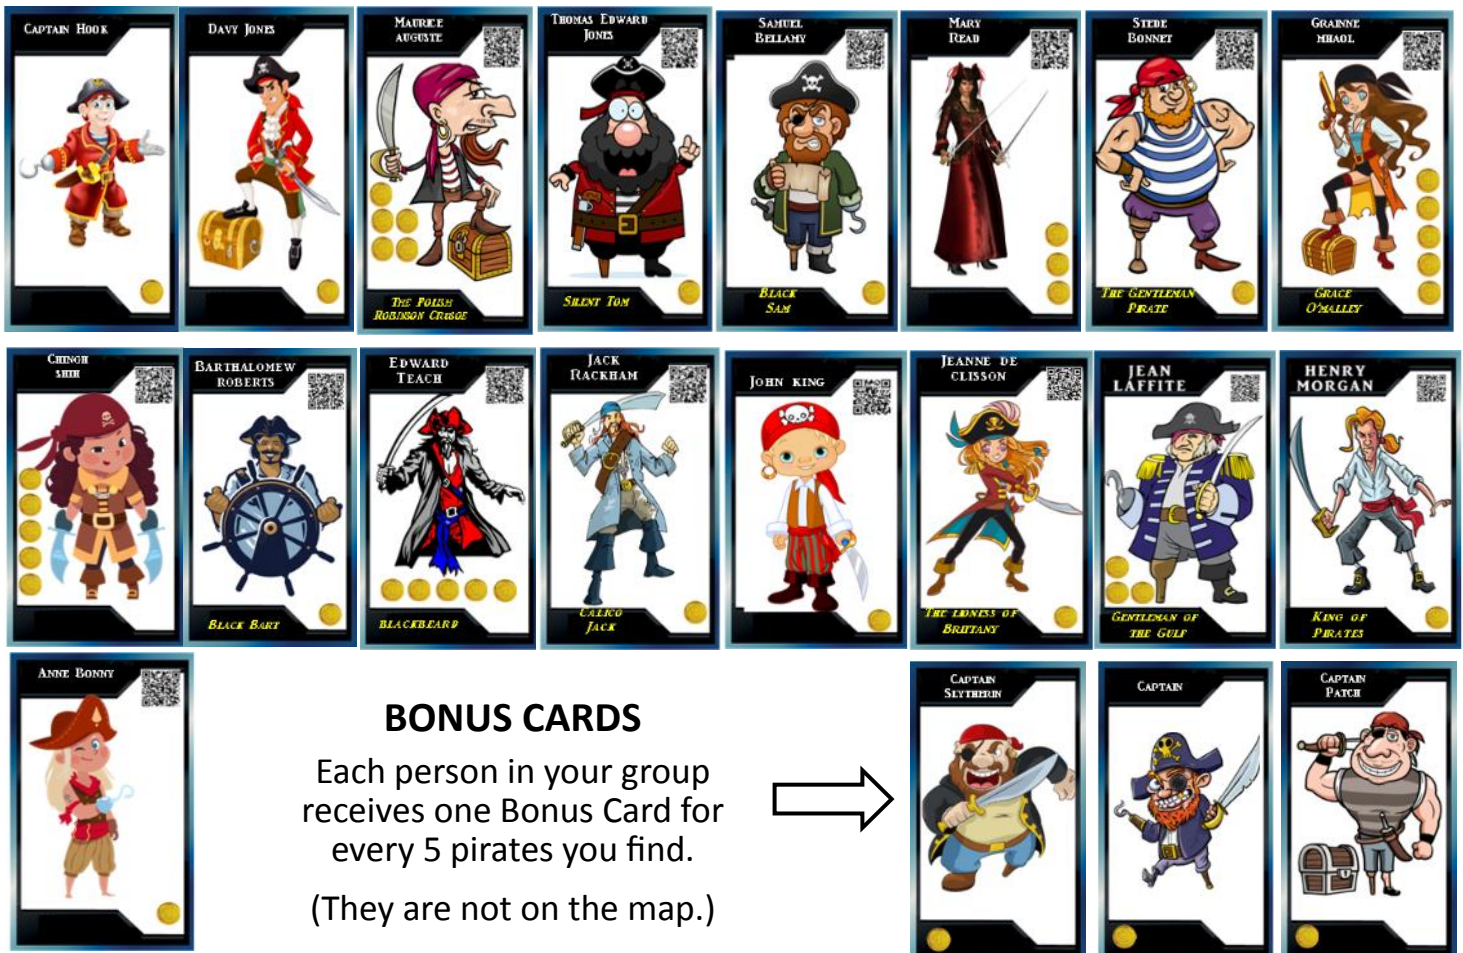 CAPTAIN HOOK
DAVY JONES
MAURICE
AUGUSTE
THE POLISH
ROBINSON CRUSOE
THOMAS EDWARD
JONES
SILENT TOM
SAMUEL
BELLAMY
BLACK
SAM
MARY
READ
STEDE
BONNET
THE GENTLEMAN
PIRATE
GRAINNE
MHAOL
GRACE
O'MALLEY
CHINGH
SHIH
BARTHALOMEW
ROBERTS
BLACK BART
EDWARD
TEACH
BLACKBEARD
JACK
RACKHAM
CALICO
JACK
JOHN KING
JEANNE DE
CLISSON
THE LIONESS OF
BRITTANY
JEAN
LAFFITE
GENTLEMAN OF
THE GULF
HENRY
MORGAN
KING OF
PIRATES
ANNE BONNY
BONUS CARDS
Each person in your group
receives one Bonus Card for
every 5 pirates you find.
(They are not on the map.)
CAPTAIN
SLYTHERIN
CAPTAIN
CAPTAIN
PATCH